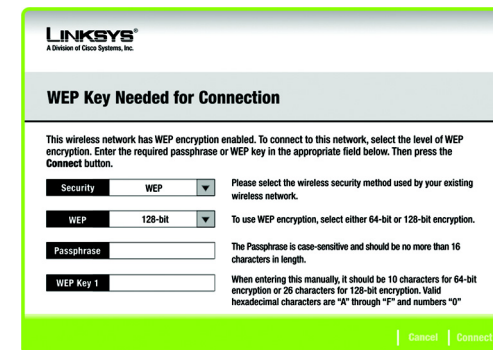 LINKSYS®
A Division of Cisco Systems, Inc.
WEP Key Needed for Connection
This wireless network has WEP encryption enabled. To connect to this network, select the level of WEP
encryption. Enter the required passphrase or WEP key in the appropriate field below. Then press the
Connect button.
Security WEP
Please select the wireless security method used by your existing
wireless network.
WEP 128-bit
To use WEP encryption, select either 64-bit or 128-bit encryption.
Passphrase
The Passphrase is case-sensitive and should be no more than 16
characters in length.
WEP Key 1
When entering this manually, it should be 10 characters for 64-bit
encryption or 26 characters for 128-bit encryption. Valid
hexadecimal characters are “A” through “F” and numbers “0”
Cancel Connect